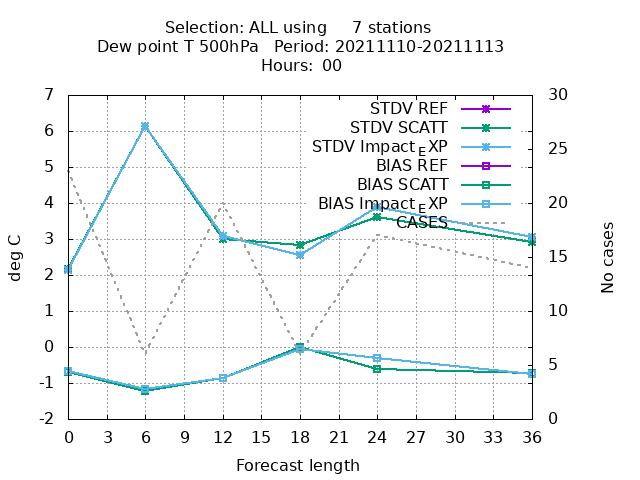 Selection: ALL using 7 stations
Dew point T 500hPa Period: 20211110-20211113
Hours: 00
7
6
5
4
3
2
1
0
-1
-2
deg C
30
25
20
15
10
5
0
No cases
STDV REF
STDV SCATT
STDV Impact_EXP
BIAS REF
BIAS SCATT
BIAS Impact_EXP
CASES
0 3 6 9 12 15 18 21 24 27 30 33 36
Forecast length